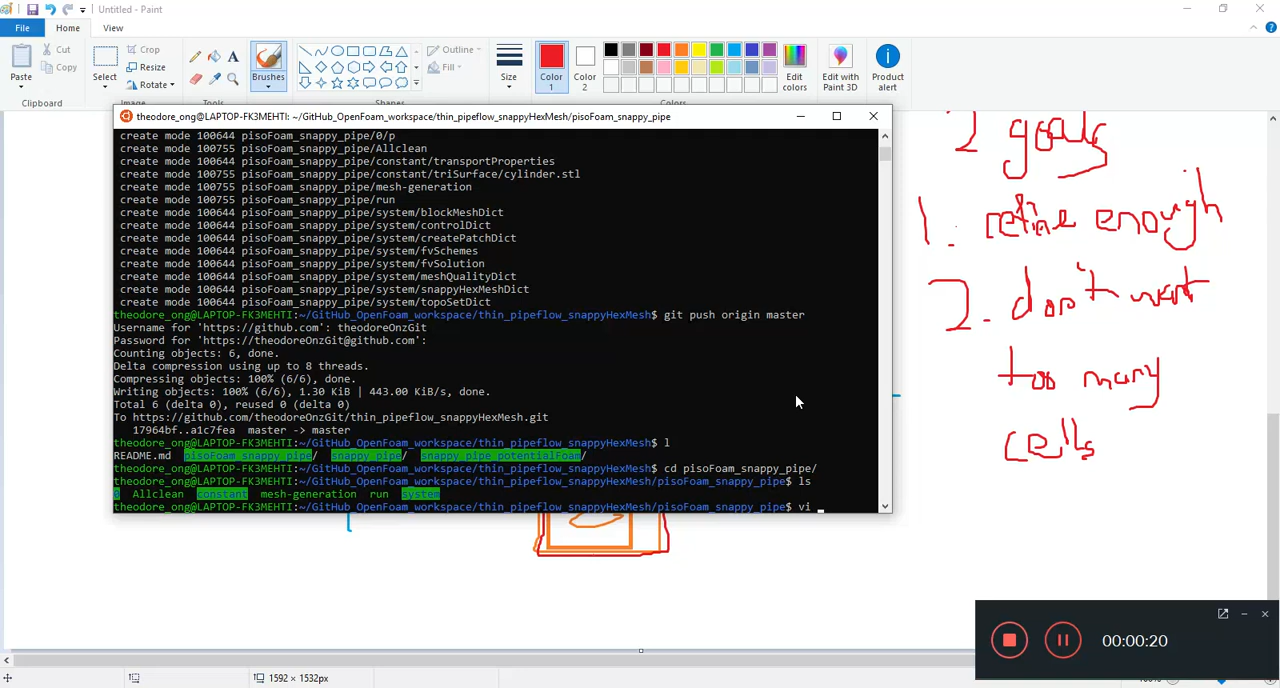 Untitled - Paint
File
Home
View
Paste
Cut
Copy
Clipboard
Select
Crop
Resize
Rotate
Image
Tools
Brushes
Shapes
Outline
Fill
Size
Color 1
Color 2
Edit colors
Colors
Edit with Paint 3D
Product alert
theodore_ong@LAPTOP-FK3MEHTI: ~/GitHub_OpenFoam_workspace/thin_pipeflow_snappyHexMesh/pisoFoam_snappy_pipe
create mode 100644 pisoFoam_snappy_pipe/0/p
create mode 100755 pisoFoam_snappy_pipe/Allclean
create mode 100644 pisoFoam_snappy_pipe/constant/transportProperties
create mode 100755 pisoFoam_snappy_pipe/constant/triSurface/cylinder.stl
create mode 100755 pisoFoam_snappy_pipe/mesh-generation
create mode 100755 pisoFoam_snappy_pipe/run
create mode 100644 pisoFoam_snappy_pipe/system/blockMeshDict
create mode 100644 pisoFoam_snappy_pipe/system/controlDict
create mode 100644 pisoFoam_snappy_pipe/system/createPatchDict
create mode 100644 pisoFoam_snappy_pipe/system/fvSchemes
create mode 100644 pisoFoam_snappy_pipe/system/fvSolution
create mode 100644 pisoFoam_snappy_pipe/system/meshQualityDict
create mode 100644 pisoFoam_snappy_pipe/system/snappyHexMeshDict
create mode 100644 pisoFoam_snappy_pipe/system/topoSetDict
theodore_ong@LAPTOP-FK3MEHTI:~/GitHub_OpenFoam_workspace/thin_pipeflow_snappyHexMesh$ git push origin master
Username for 'https://github.com': theodoreOnzGit
Password for 'https://theodoreOnzGit@github.com':
Counting objects: 6, done.
Delta compression using up to 8 threads.
Compressing objects: 100% (6/6), done.
Writing objects: 100% (6/6), 1.30 KiB | 443.00 KiB/s, done.
Total 6 (delta 0), reused 0 (delta 0)
To https://github.com/theodoreOnzGit/thin_pipeflow_snappyHexMesh.git
17964bf..a1c7fea master -> master
theodore_ong@LAPTOP-FK3MEHTI:~/GitHub_OpenFoam_workspace/thin_pipeflow_snappyHexMesh$ l
README.md pisoFoam_snappy_pipe/ snappy_pipe/ snappy_pipe_potentialFoam/
theodore_ong@LAPTOP-FK3MEHTI:~/GitHub_OpenFoam_workspace/thin_pipeflow_snappyHexMesh$ cd pisoFoam_snappy_pipe/
theodore_ong@LAPTOP-FK3MEHTI:~/GitHub_OpenFoam_workspace/thin_pipeflow_snappyHexMesh/pisoFoam_snappy_pipe$ ls
0 Allclean constant mesh-generation run system
theodore_ong@LAPTOP-FK3MEHTI:~/GitHub_OpenFoam_workspace/thin_pipeflow_snappyHexMesh/pisoFoam_snappy_pipe$ vi
2 goals
1. refine enough
2. don't want
too many
cells
00:00:20
1592 × 1532px